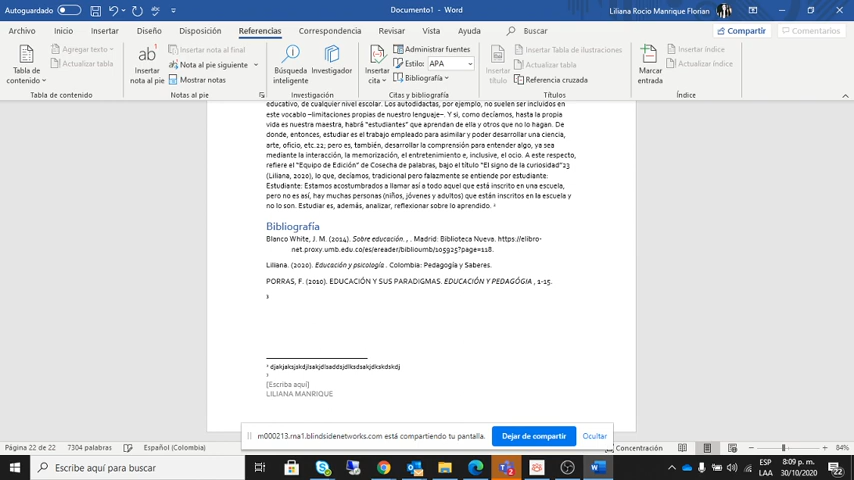 Autoguardado
Documento1 - Word
Liliana Rocio Manrique Florian
Archivo Inicio Insertar Diseño Disposición Referencias Correspondencia Revisar Vista Ayuda Buscar Compartir Comentarios
Tabla de contenido
Agregar texto
Actualizar tabla
Tabla de contenido
ab
Insertar nota al pie
Insertar nota al final
Nota al pie siguiente
Mostrar notas
Notas al pie
Búsqueda inteligente
Investigador
Investigación
Insertar cita
Administrar fuentes
Estilo: APA
Bibliografía
Citas y bibliografía
Insertar título
Insertar Tabla de ilustraciones
Actualizar tabla
Referencia cruzada
Títulos
Marcar entrada
Insertar índice
Actualizar índice
Índice
educativo, de cualquier nivel escolar. Los autodidactas, por ejemplo, no suelen ser incluidos en
este vocablo –limitaciones propias de nuestro lenguaje–. Y si, como decíamos, hasta la propia
vida es nuestra maestra, habrá "estudiantes" que aprendan de ella y otros que no lo hagan. De
donde, entonces, estudiar es el trabajo empleado para asimilar y poder desarrollar una ciencia,
arte, oficio, etc.22; pero es, también, desarrollar la comprensión para entender algo, ya sea
mediante la interacción, la memorización, el entretenimiento e, inclusive, el ocio. A este respecto,
refiere el "Equipo de Edición" de Cosecha de palabras, bajo el título "El signo de la curiosidad"23
(Liliana, 2020), lo que, decíamos, tradicional pero falazmente se entiende por estudiante:
Estudiante: Estamos acostumbrados a llamar así a todo aquel que está inscrito en una escuela,
pero no es así, hay muchas personas (niños, jóvenes y adultos) que están inscritos en la escuela y
no lo son. Estudiar es, además, analizar, reflexionar sobre lo aprendido.
Bibliografía
Blanco White, J. M. (2014). Sobre educación. , . Madrid: Biblioteca Nueva. https://elibro-
net.proxy.umb.edu.co/es/ereader/biblioumb/105925?page=118.
Liliana. (2020). Educación y psicología . Colombia: Pedagogía y Saberes.
PORRAS, F. (2010). EDUCACIÓN Y SUS PARADIGMAS. EDUCACIÓN Y PEDAGÓGIA , 1-15.
3
djakjaksjskdjlsakjdlsaddsjdlksdsakjdkskdskdj
3
[Escriba aquí]
LILIANA MANRIQUE
m000213.rna1.blindsidenetworks.com está compartiendo tu pantalla. Dejar de compartir Ocultar
Página 22 de 22 7304 palabras Español (Colombia) Concentración 84%
Escribe aquí para buscar
ESP
LAA
8:09 p. m.
30/10/2020
22